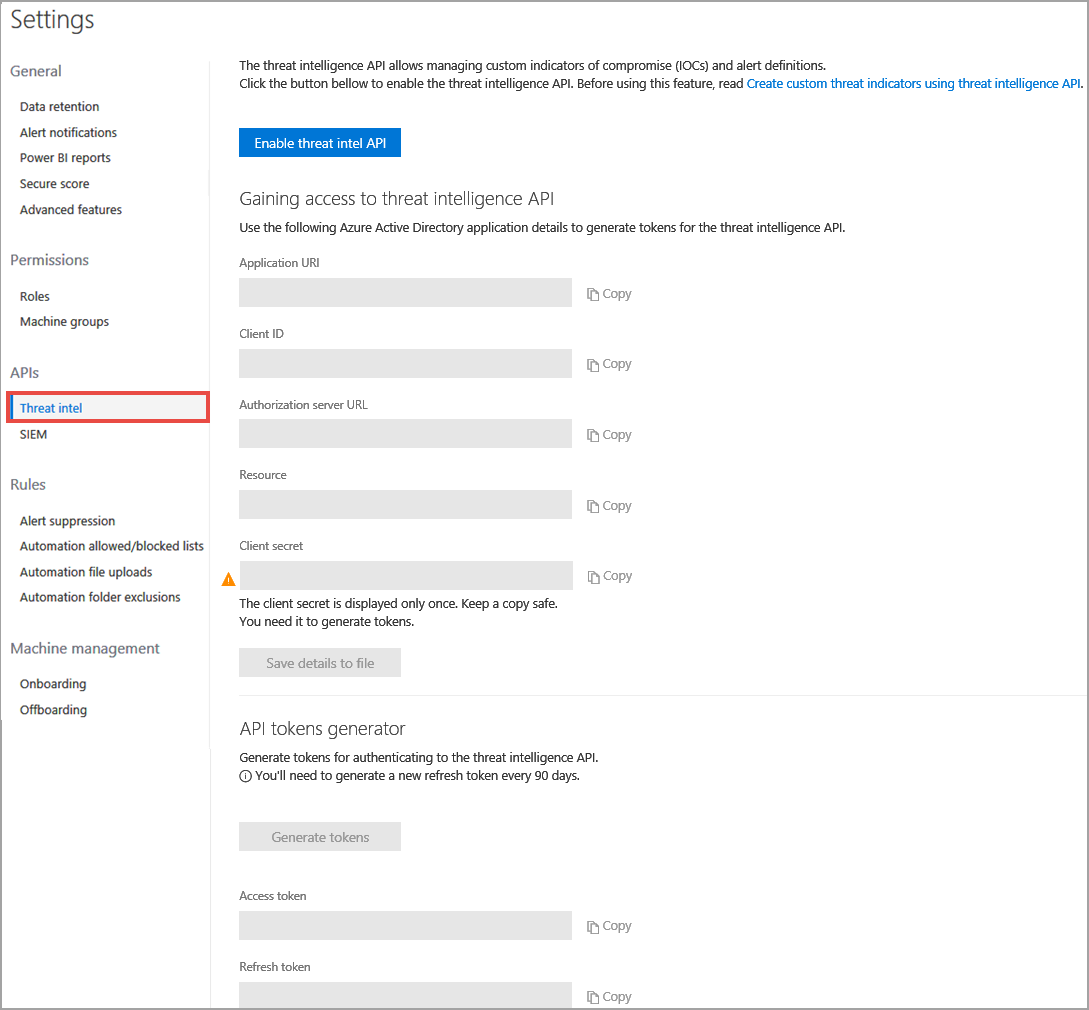 Settings
General
Data retention
Alert notifications
Power BI reports
Secure score
Advanced features
Permissions
Roles
Machine groups
APIs
Threat intel
SIEM
Rules
Alert suppression
Automation allowed/blocked lists
Automation file uploads
Automation folder exclusions
Machine management
Onboarding
Offboarding
The threat intelligence API allows managing custom indicators of compromise (IOCs) and alert definitions.
Click the button bellow to enable the threat intelligence API. Before using this feature, read Create custom threat indicators using threat intelligence API.
Enable threat intel API
Gaining access to threat intelligence API
Use the following Azure Active Directory application details to generate tokens for the threat intelligence API.
Application URI
Copy
Client ID
Copy
Authorization server URL
Copy
Resource
Copy
Client secret
Copy
The client secret is displayed only once. Keep a copy safe.
You need it to generate tokens.
Save details to file
API tokens generator
Generate tokens for authenticating to the threat intelligence API.
You'll need to generate a new refresh token every 90 days.
Generate tokens
Access token
Copy
Refresh token
Copy